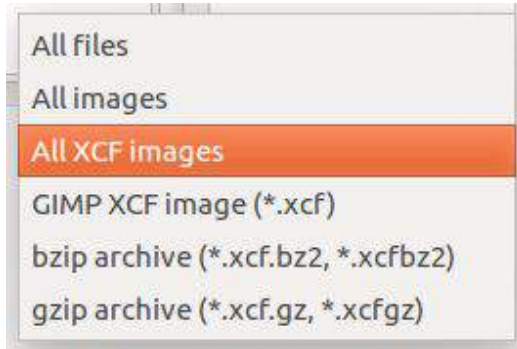 All files
All images
All XCF images
GIMP XCF image (*.xcf)
bzip archive (*.xcf.bz2, *.xcfbz2)
gzip archive (*.xcf.gz, *.xcfgz)